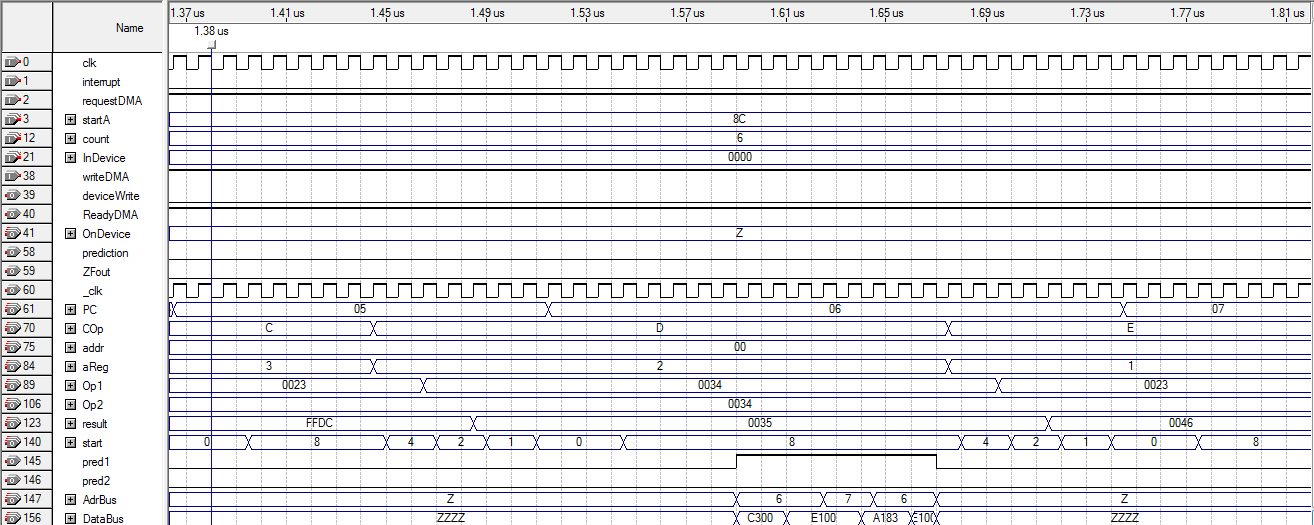 1.37 us 1.41 us 1.45 us 1.49 us 1.53 us 1.57 us 1.61 us 1.65 us 1.69 us 1.73 us 1.77 us 1.81 us
Name
1.38 us
0 clk
1 interrupt
2 requestDMA
3 startA 8C
12 count 6
21 InDevice 0000
38 writeDMA
39 deviceWrite
40 ReadyDMA
41 OnDevice Z
58 prediction
59 ZFout
60 _clk
61 PC 05 06 07
70 COp C D E
75 addr 00
84 aReg 3 2 1
89 Op1 0023 0034 0023
106 Op2 0034
123 result FFDC 0035 0046
140 start 0 8 4 2 1 0 8 4 2 1 0 8
145 pred1
146 pred2
147 AdrBus Z 6 7 6 Z
156 DataBus ZZZZ C300 E100 A183 ZZZZ